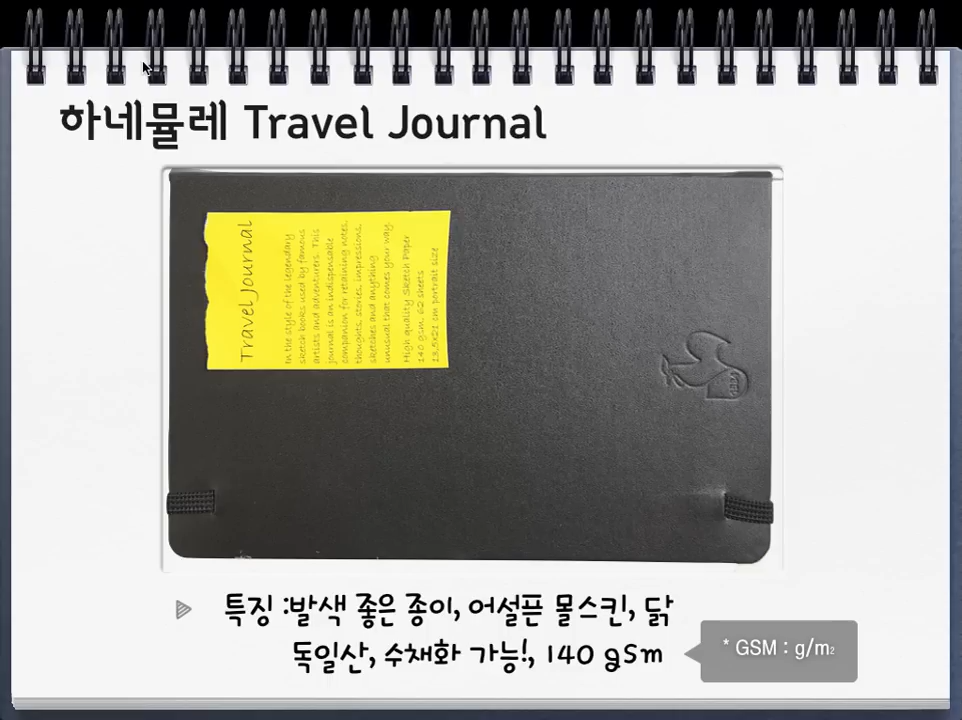 하네뮬레 Travel Journal
Travel Journal
In the style of the legendary
sketch books used by famous
artists and adventurers. This
journal is an indispensable
companion for retaining notes,
thoughts, stories, impressions,
sketches and anything
unusual that comes your way.
High quality Sketch Paper
140 gsm. 62 sheets
13,5x21 cm portrait size
특징 :발색 좋은 종이, 어설픈 몰스킨, 닭
독일산, 수채화 가능!, 140 gsm
* GSM : g/m2